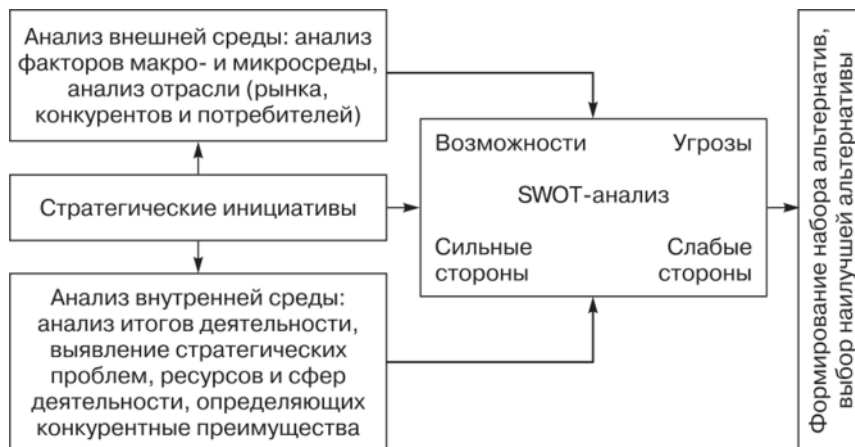 Анализ внешней среды: анализ
факторов макро- и микросреды,
анализ отрасли (рынка,
конкурентов и потребителей)
Стратегические инициативы
Анализ внутренней среды:
анализ итогов деятельности,
выявление стратегических
проблем, ресурсов и сфер
деятельности, определяющих
конкурентные преимущества
Возможности Угрозы
SWOT-анализ
Сильные Слабые
стороны стороны
Формирование набора альтернатив,
выбор наилучшей альтернативы